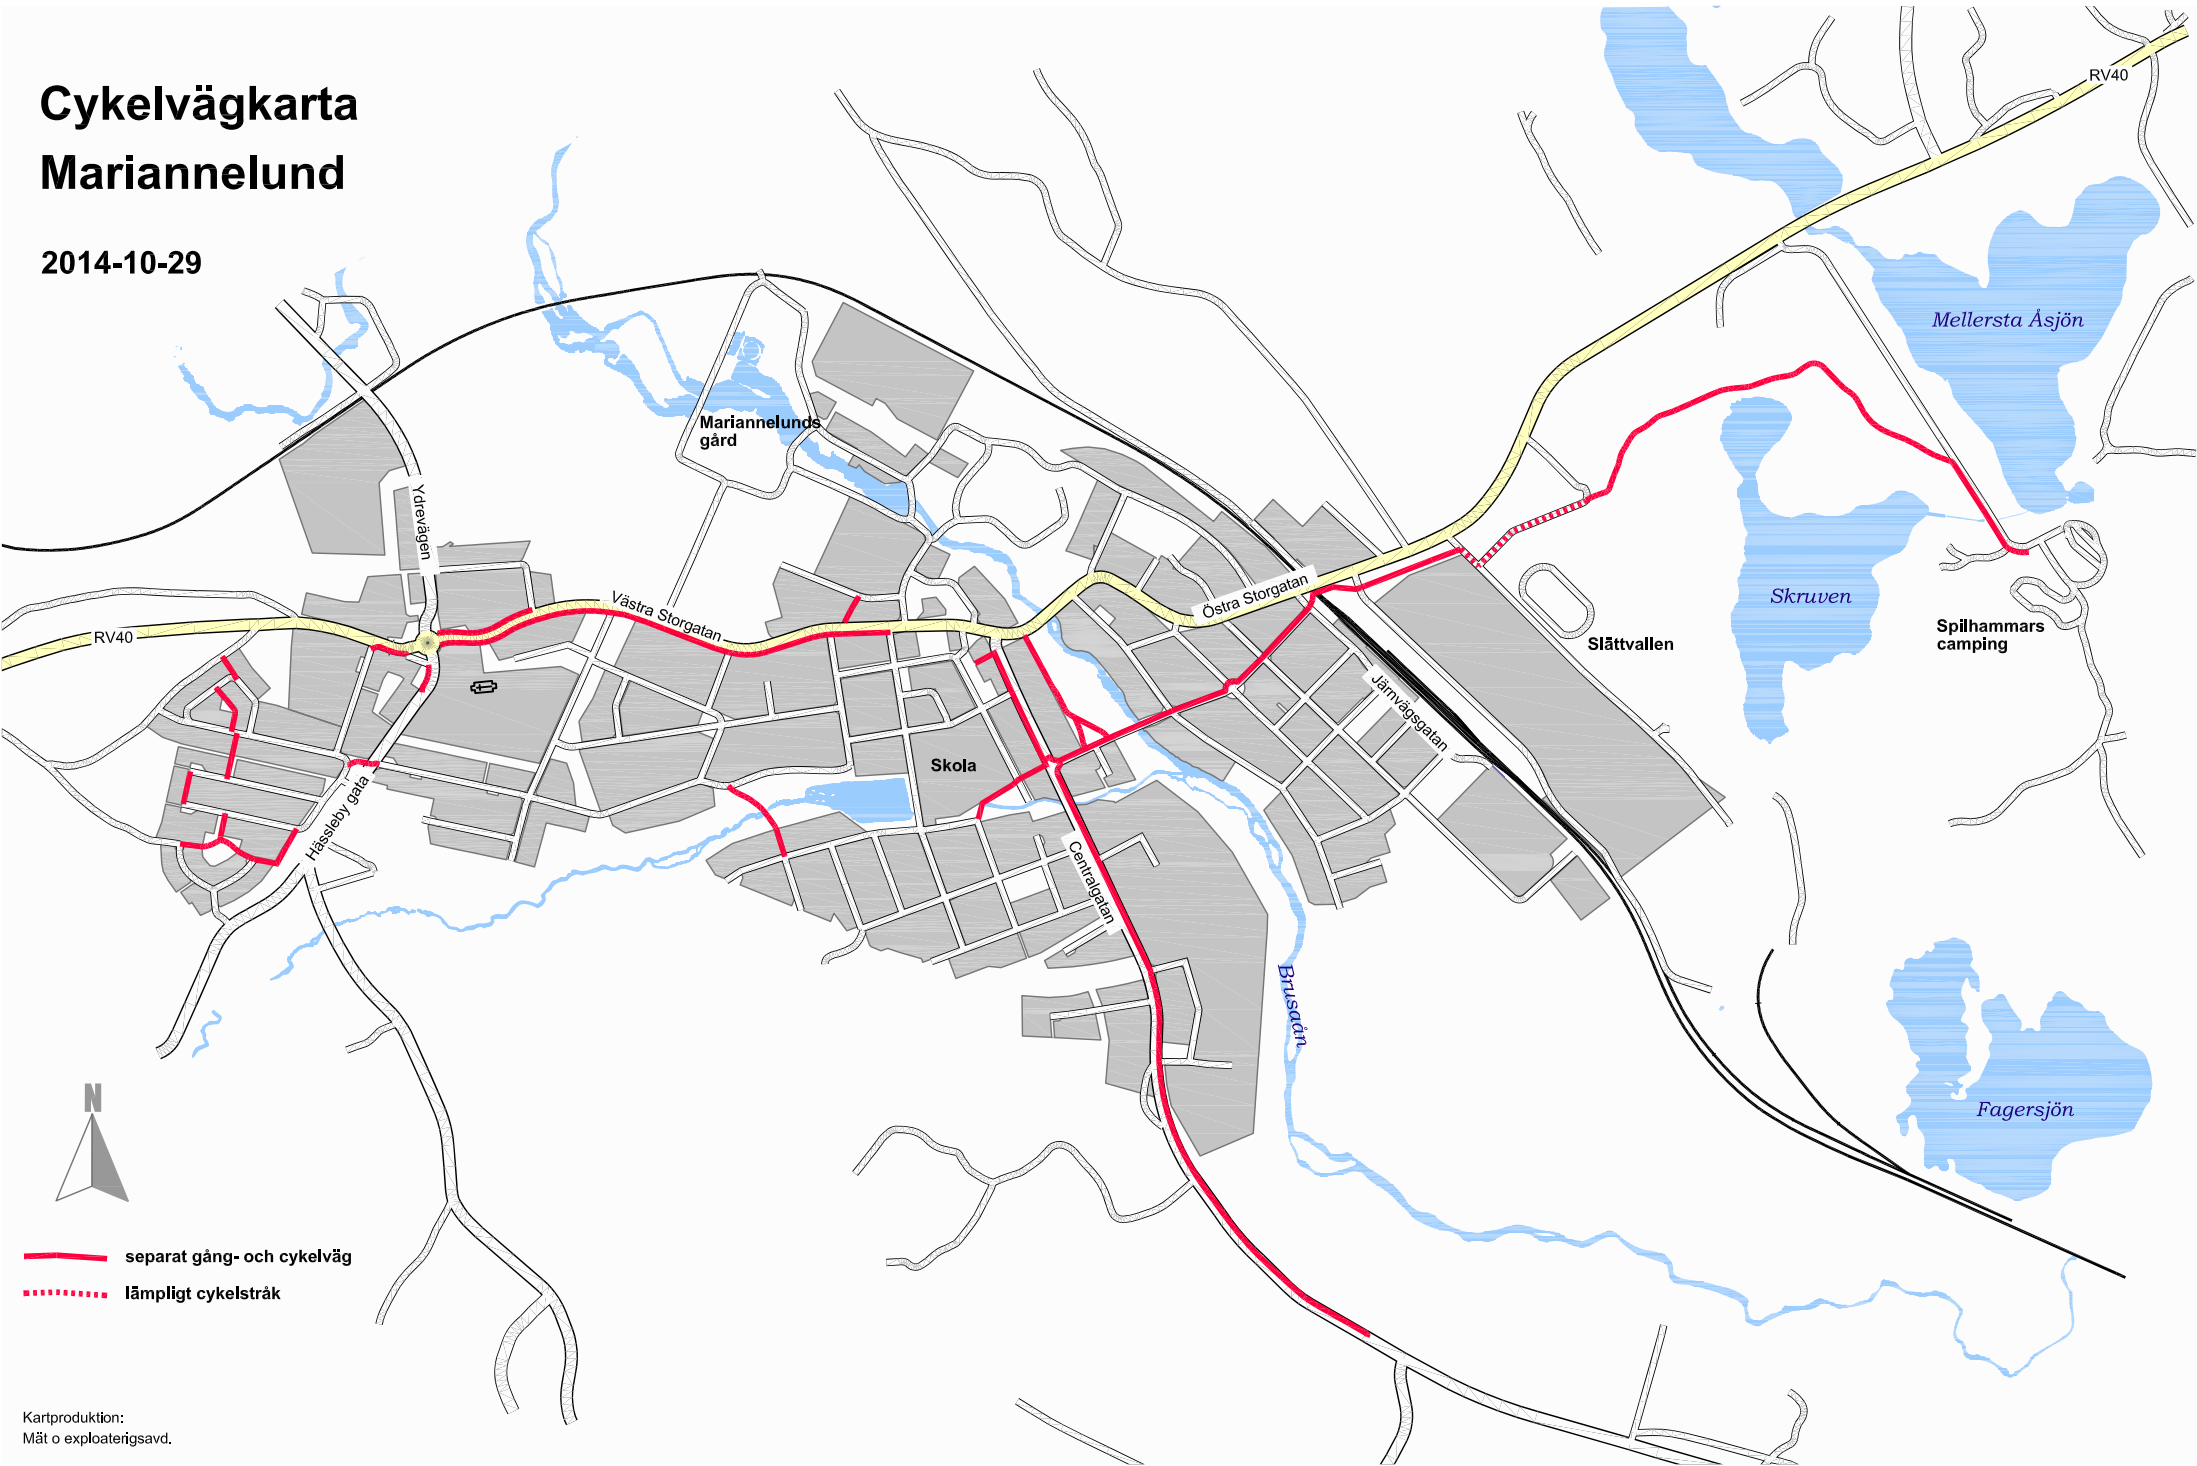 Cykelvägkarta
Mariannelund
2014-10-29
RV40
Mellersta Åsjön
Mariannelunds
gård
Ydrevägen
Västra Storgatan
Östra Storgatan
RV40
Skruven
Slättvallen
Spilhammars
camping
Järnvägsgatan
Skola
Hässleby gata
Centralgatan
Brusaån
Fagersjön
N
separat gång- och cykelväg
lämpligt cykelstråk
Kartproduktion:
Mät o exploaterigsavd.